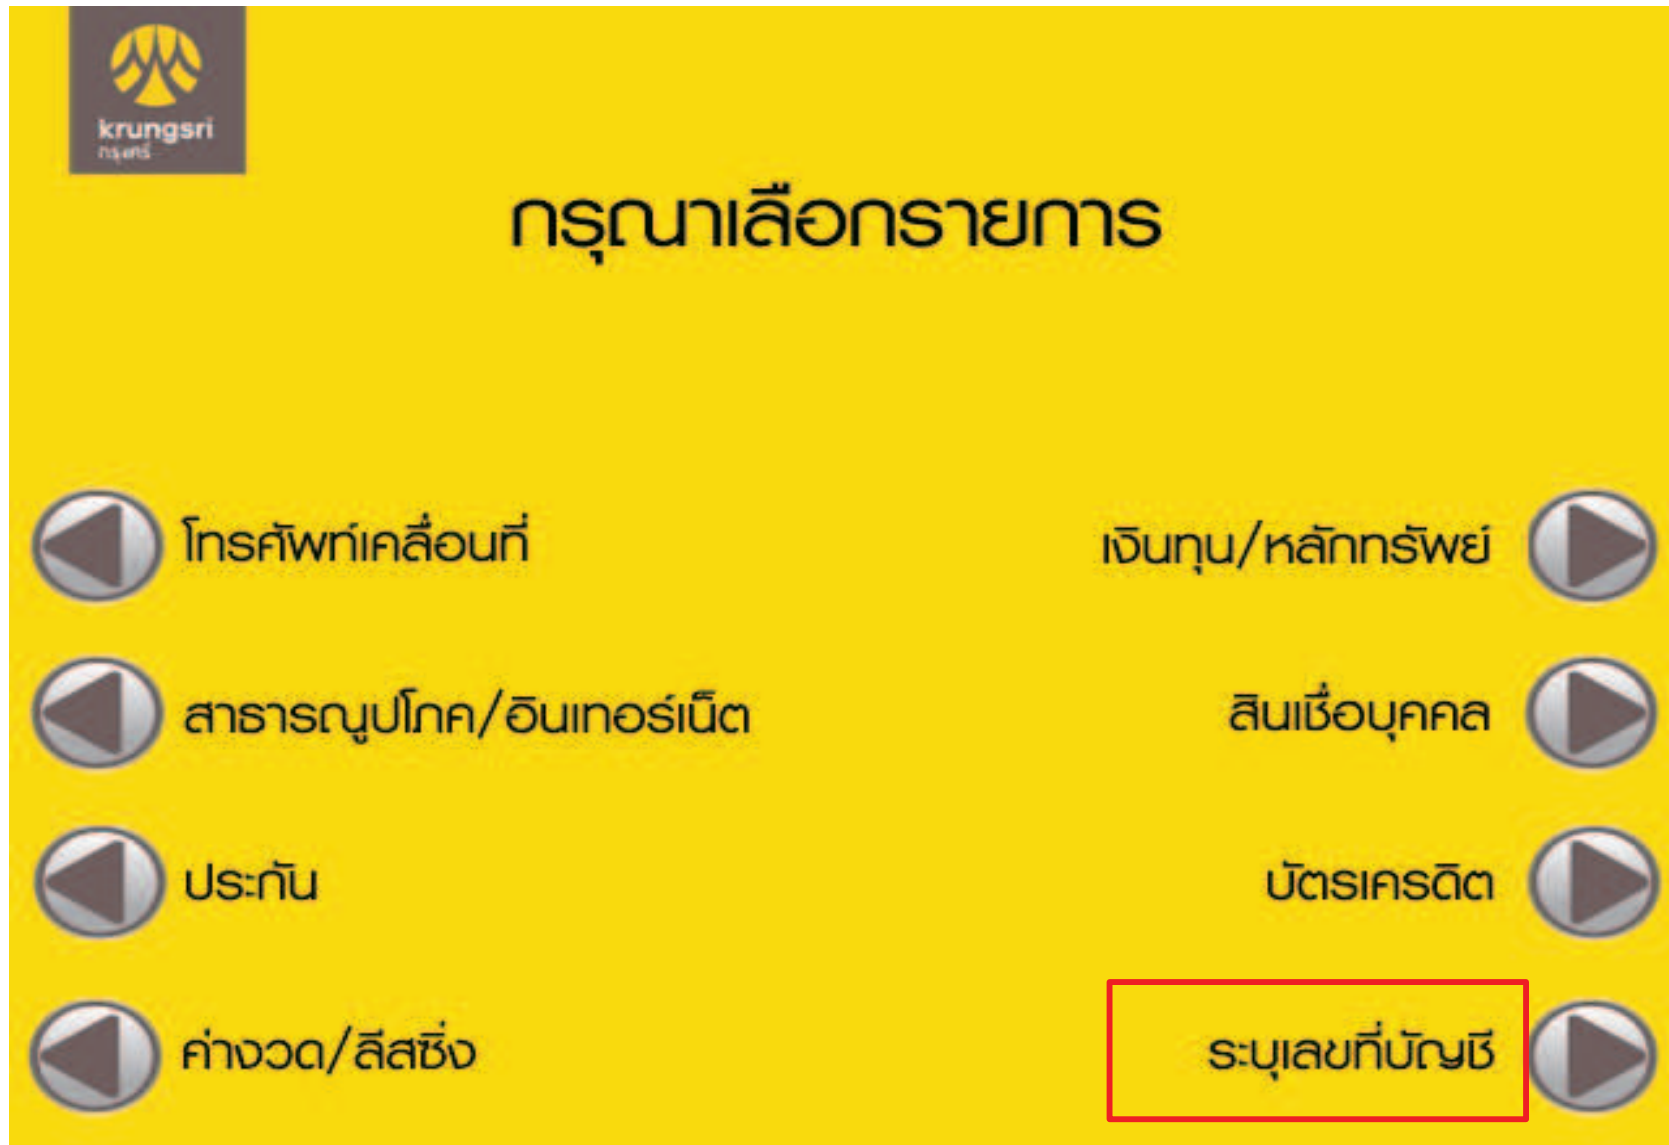 krungsri
กรุงศรี
กรุณาเลือกรายการ
โทรศัพท์เคลื่อนที่
เงินทุน/หลักทรัพย์
สาธารณูปโภค/อินเทอร์เน็ต
สินเชื่อบุคคล
ประกัน
บัตรเครดิต
ค่างวด/ลีสซิ่ง
ระบุเลขที่บัญชี